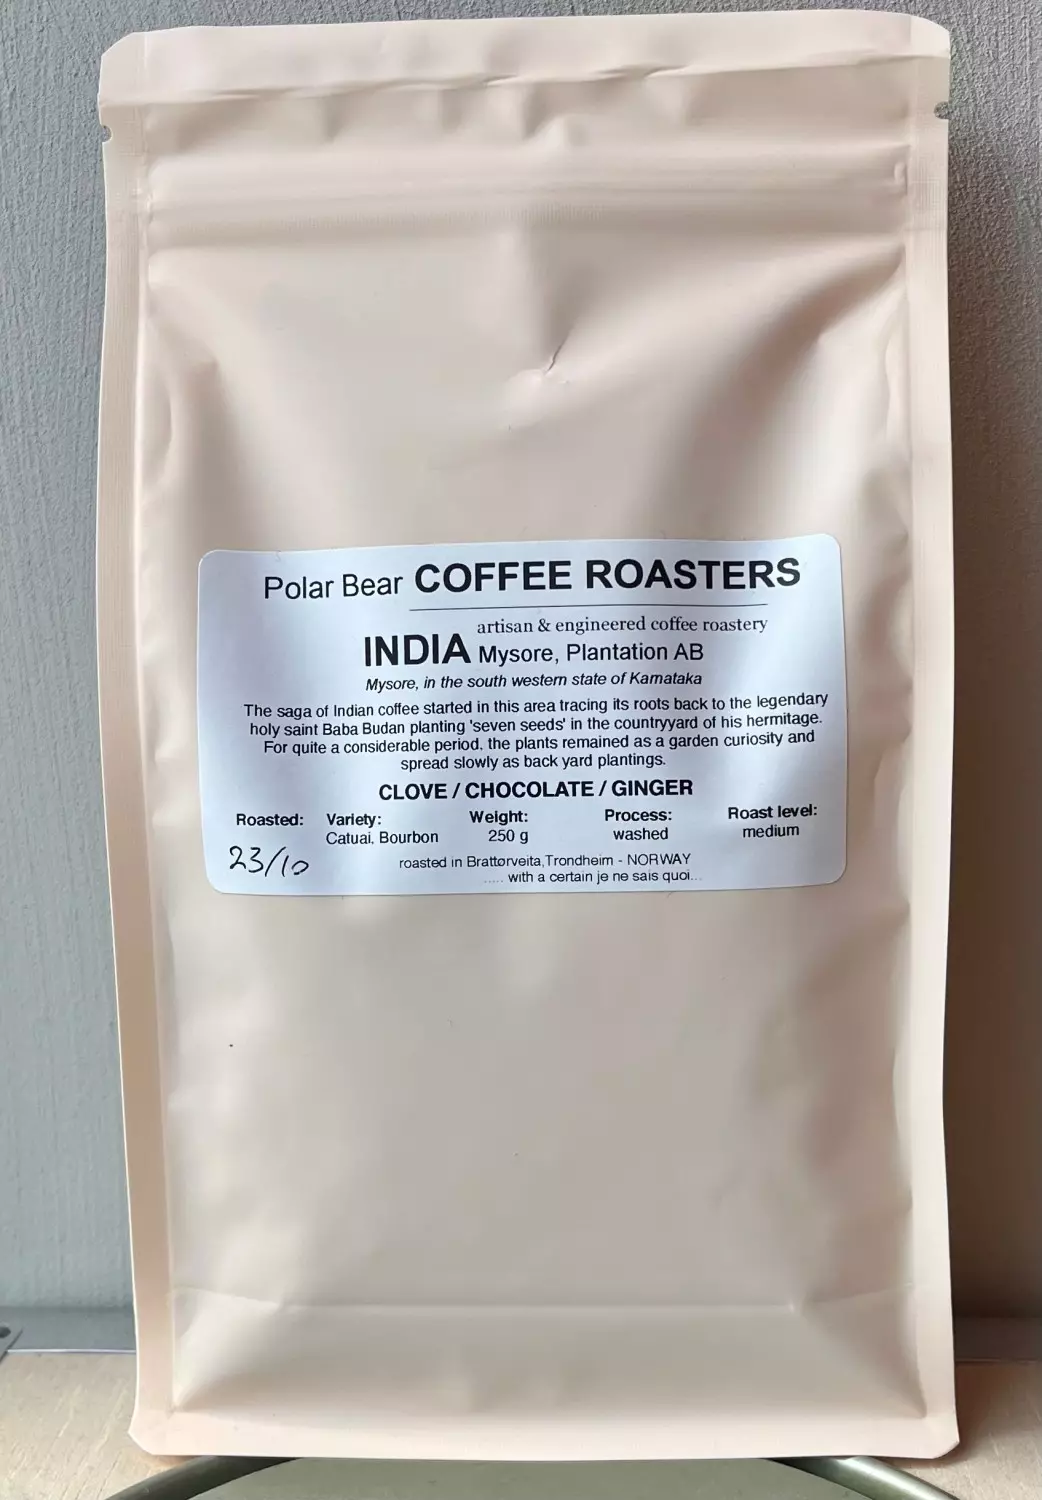 Polar Bear COFFEE ROASTERS
artisan & engineered coffee roastery
INDIA Mysore, Plantation AB
Mysore, in the south western state of Karnataka
The saga of Indian coffee started in this area tracing its roots back to the legendary
holy saint Baba Budan planting 'seven seeds' in the countryyard of his hermitage.
For quite a considerable period, the plants remained as a garden curiosity and
spread slowly as back yard plantings.
CLOVE / CHOCOLATE / GINGER
Roasted: Variety: Weight: Process: Roast level:
23/10 Catuai, Bourbon 250 g washed medium
roasted in Brattørveita, Trondheim - NORWAY
..... with a certain je ne sais quoi...